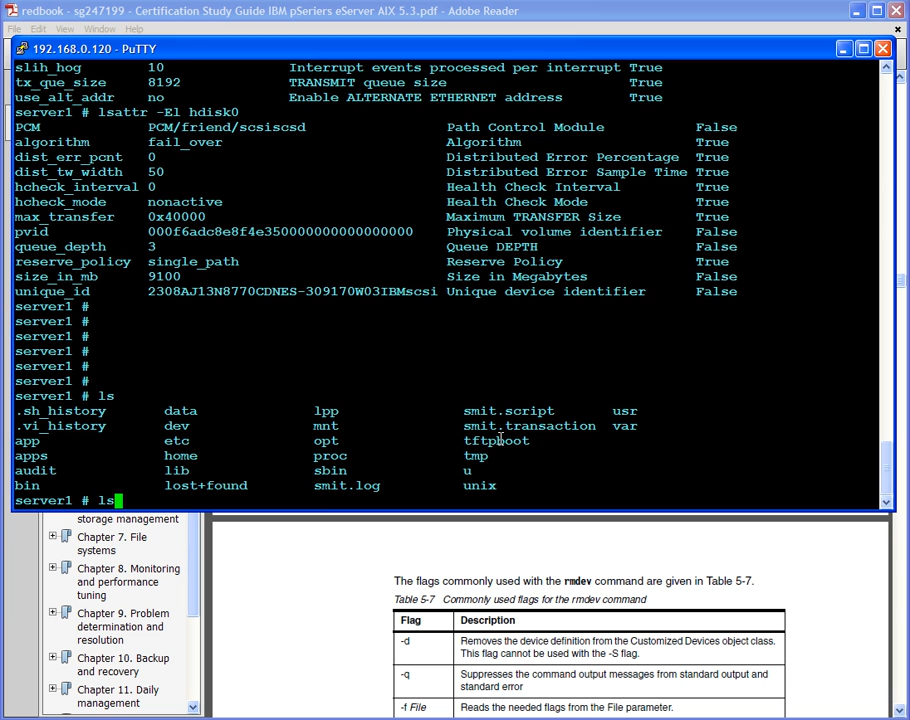 redbook - sg247199 - Certification Study Guide IBM pSeriers eServer AIX 5.3.pdf - Adobe Reader
File Edit View Window Help
192.168.0.120 - PuTTY
slih_hog 10 Interrupt events processed per interrupt True
tx_que_size 8192 TRANSMIT queue size True
use_alt_addr no Enable ALTERNATE ETHERNET address True
server1 # lsattr -El hdisk0
PCM PCM/friend/scsiscsd Path Control Module False
algorithm fail_over Algorithm True
dist_err_pcnt 0 Distributed Error Percentage True
dist_tw_width 50 Distributed Error Sample Time True
hcheck_interval 0 Health Check Interval True
hcheck_mode nonactive Health Check Mode True
max_transfer 0x40000 Maximum TRANSFER Size True
pvid 000f6adc8e8f4e350000000000000000 Physical volume identifier False
queue_depth 3 Queue DEPTH False
reserve_policy single_path Reserve Policy True
size_in_mb 9100 Size in Megabytes False
unique_id 2308AJ13N8770CDNES-309170W03IBMscsi Unique device identifier False
server1 #
server1 #
server1 #
server1 #
server1 #
server1 #
server1 # ls
.sh_history data lpp smit.script usr
.vi_history dev mnt smit.transaction var
app etc opt tftpboot
apps home proc tmp
audit lib sbin u
bin lost+found smit.log unix
server1 # ls
storage management
Chapter 7. File
systems
Chapter 8. Monitoring
and performance
tuning
Chapter 9. Problem
determination and
resolution
Chapter 10. Backup
and recovery
Chapter 11. Daily
management
The flags commonly used with the rmdev command are given in Table 5-7.
Table 5-7 Commonly used flags for the rmdev command
Flag Description
-d Removes the device definition from the Customized Devices object class.
This flag cannot be used with the -S flag.
-q Suppresses the command output messages from standard output and
standard error
-f File Reads the needed flags from the File parameter.